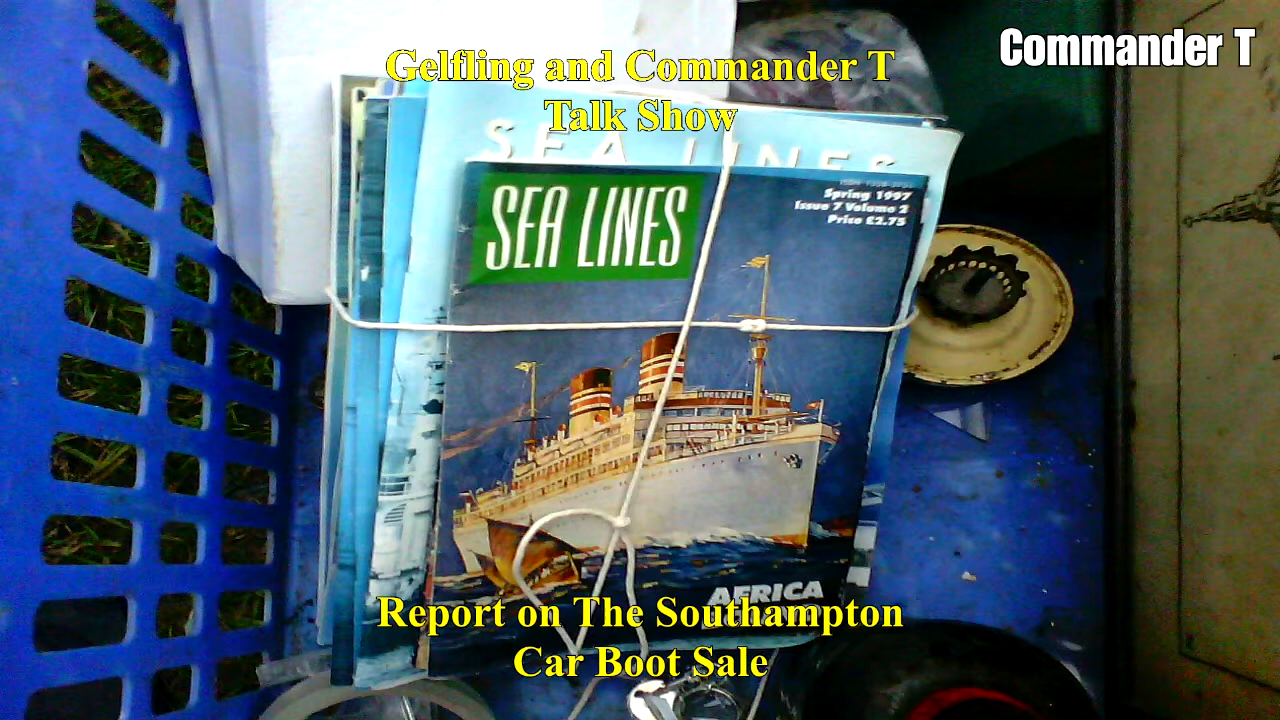 Commander T
Gelfling and Commander T
Talk Show
SEA LINES
SEA LINES
Spring 1997
Issue 7 Volume 2
Price £2.75
AFRICA
Report on The Southampton
Car Boot Sale